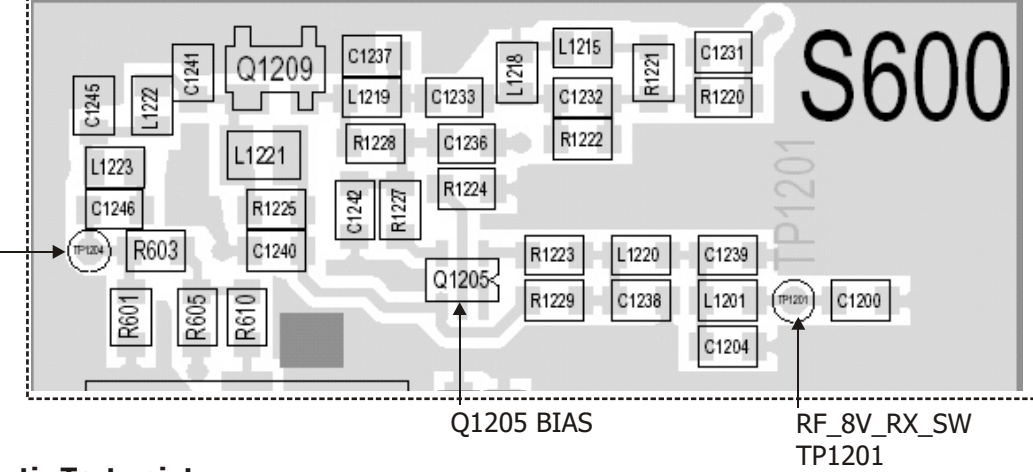 C1245
L1222
C1241
Q1209
C1237
L1219
C1233
L1218
L1215
C1232
R1222
R1221
C1231
R1220
S600
L1223
C1246
L1221
R1228
C1236
R1224
C1242
R1227
R1225
C1240
TP1204
R603
R601
R605
R610
Q1205
R1223
L1220
C1239
R1229
C1238
L1201
C1204
TP1201
TP1201
C1200
Q1205 BIAS
RF_8V_RX_SW
TP1201